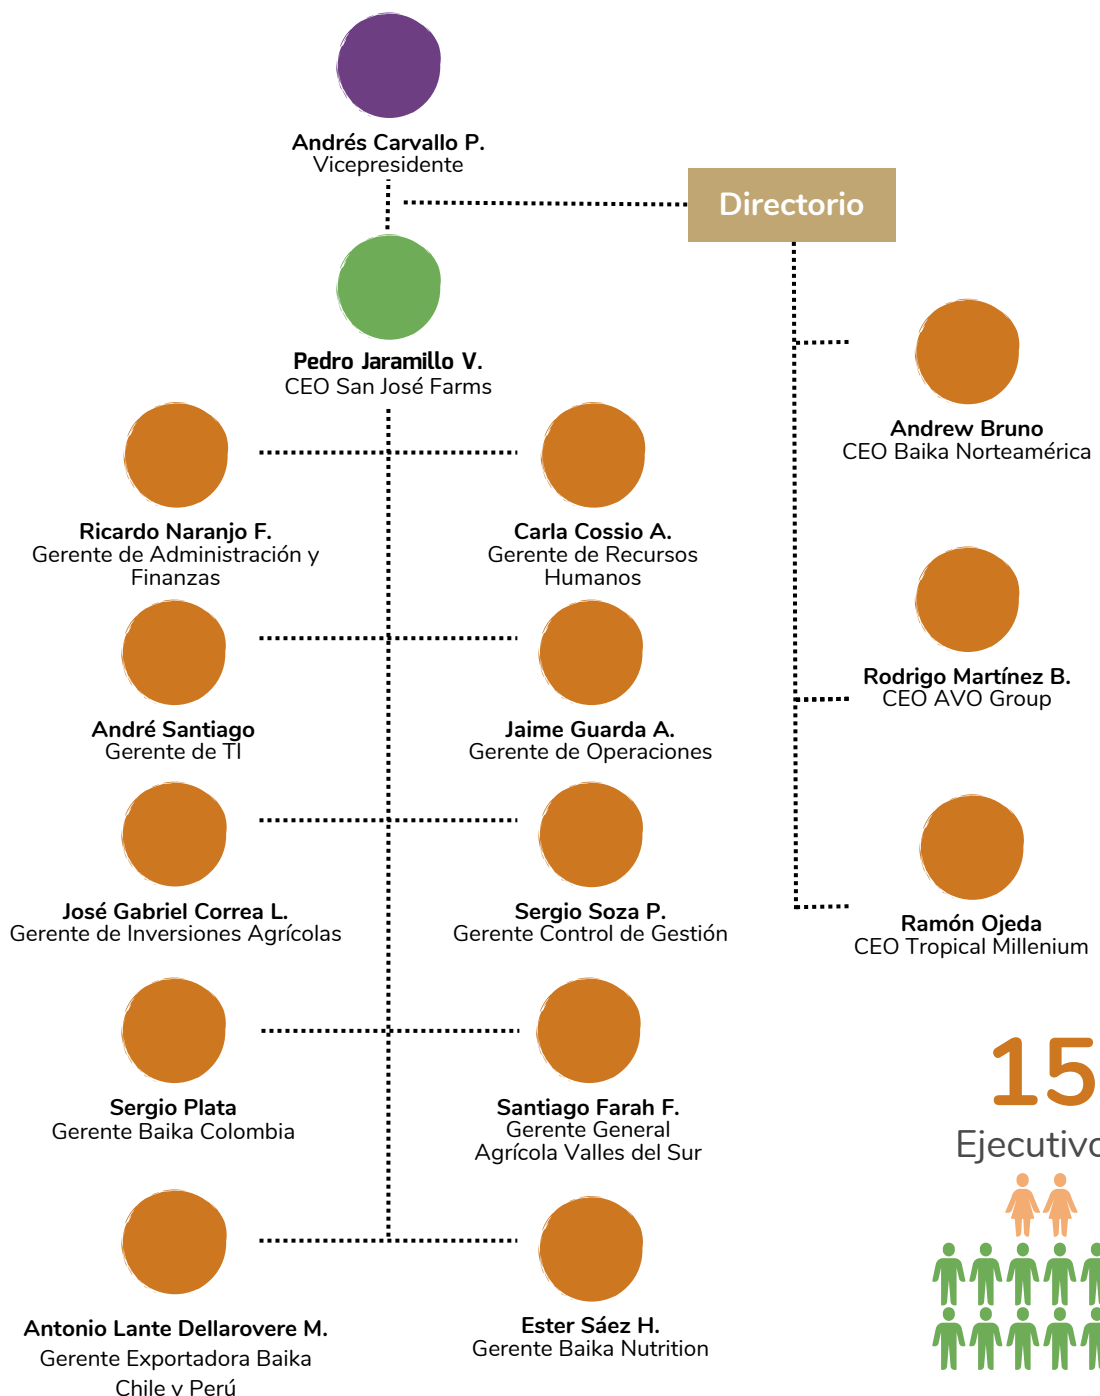 Andrés Carvallo P.
Vicepresidente
Directorio
Pedro Jaramillo V.
CEO San José Farms
Andrew Bruno
CEO Baika Norteamérica
Ricardo Naranjo F.
Gerente de Administración y
Finanzas
Carla Cossio A.
Gerente de Recursos
Humanos
Rodrigo Martínez B.
CEO AVO Group
André Santiago
Gerente de TI
Jaime Guarda A.
Gerente de Operaciones
José Gabriel Correa L.
Gerente de Inversiones Agrícolas
Sergio Soza P.
Gerente Control de Gestión
Ramón Ojeda
CEO Tropical Millenium
Sergio Plata
Gerente Baika Colombia
Santiago Farah F.
Gerente General
Agrícola Valles del Sur
15
Antonio Lante Dellarovere M.
Gerente Exportadora Baika
Chile y Perú
Ester Sáez H.
Gerente Baika Nutrition